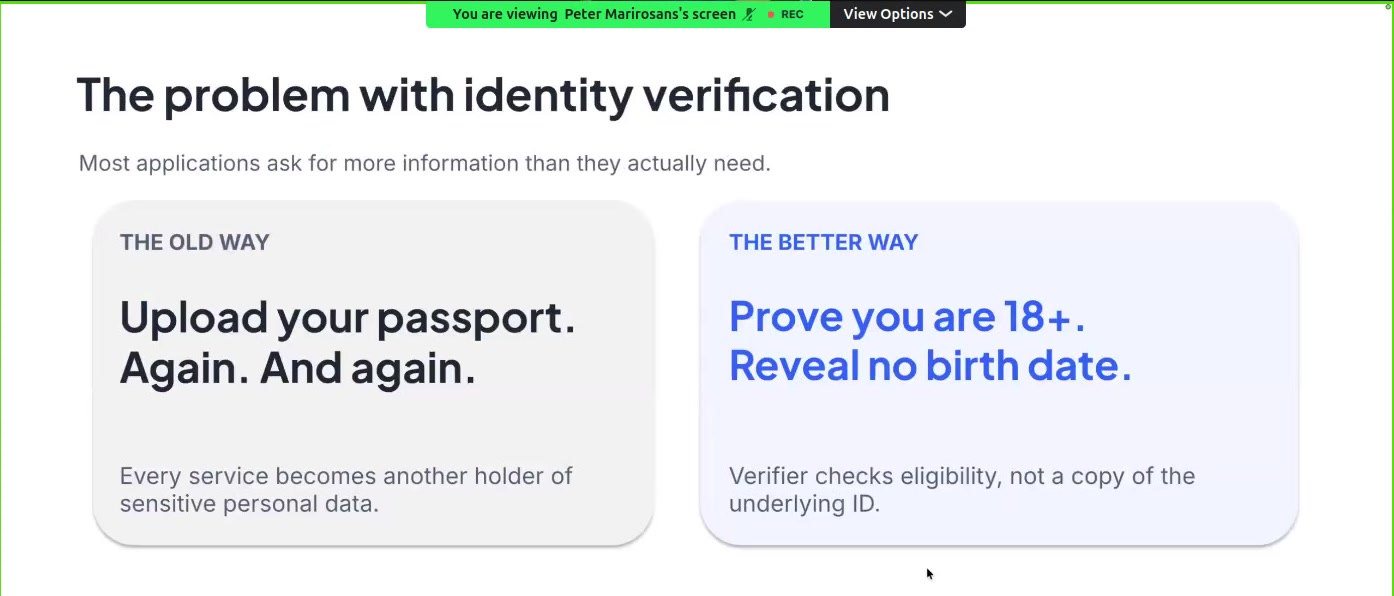 You are viewing Peter Marirosans's screen REC View Options
The problem with identity verification
Most applications ask for more information than they actually need.
THE OLD WAY
Upload your passport.
Again. And again.
Every service becomes another holder of
sensitive personal data.
THE BETTER WAY
Prove you are 18+.
Reveal no birth date.
Verifier checks eligibility, not a copy of the
underlying ID.